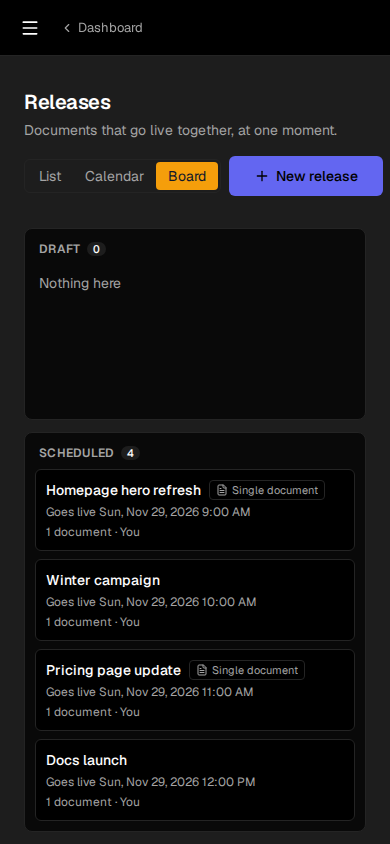 Dashboard
Releases
Documents that go live together, at one moment.
List
Calendar
Board
New release
DRAFT 0
Nothing here
SCHEDULED 4
Homepage hero refresh Single document
Goes live Sun, Nov 29, 2026 9:00 AM
1 document · You
Winter campaign
Goes live Sun, Nov 29, 2026 10:00 AM
1 document · You
Pricing page update Single document
Goes live Sun, Nov 29, 2026 11:00 AM
1 document · You
Docs launch
Goes live Sun, Nov 29, 2026 12:00 PM
1 document · You